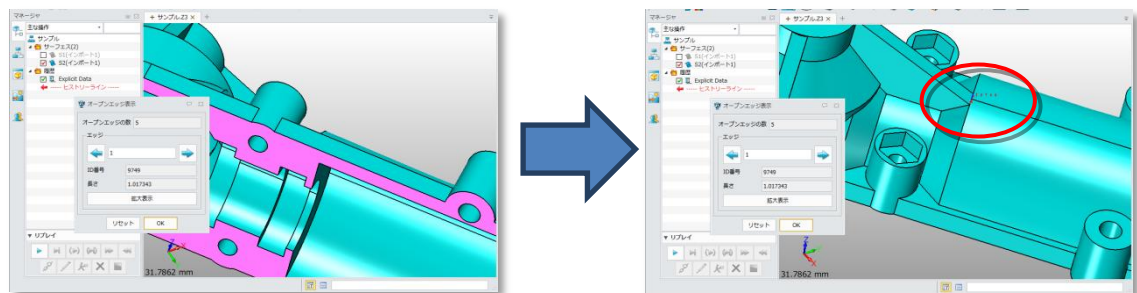 マネージャ
+ サンプル.Z3 × +
主な操作
サンプル
サーフェス(2)
S1(インポート1)
S2(インポート1)
履歴
Explicit Data
----- ヒストリーライン -----
オープンエッジ表示
オープンエッジの数 5
エッジ
1
ID番号 9749
長さ 1.017343
拡大表示
リセット OK
▼ リプレイ
Z X
31.7862 mm
マネージャ
+ サンプル.Z3 × +
主な操作
サンプル
サーフェス(2)
S1(インポート1)
S2(インポート1)
履歴
Explicit Data
----- ヒストリーライン -----
オープンエッジ表示
オープンエッジの数 5
エッジ
1
ID番号 9749
長さ 1.017343
拡大表示
リセット OK
▼ リプレイ
Z X
31.7862 mm